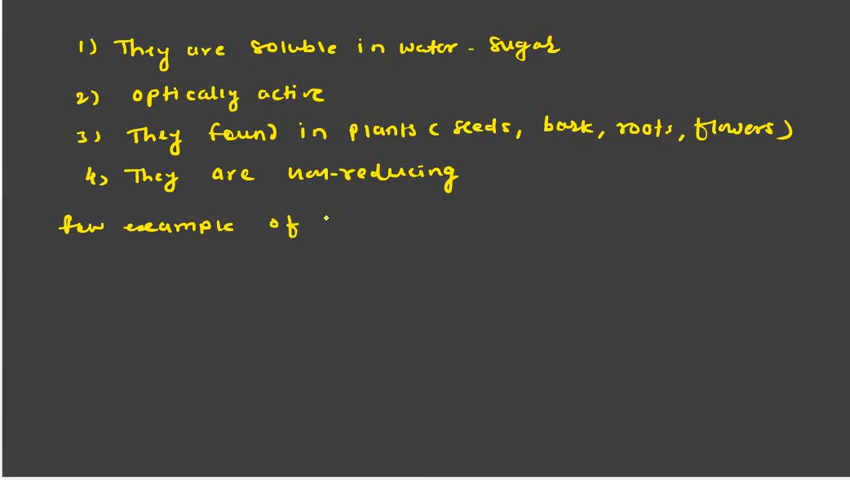 1) They are soluble in water - sugar
2) optically active
3) They found in plants ( seeds, bark, roots, flowers)
4) They are non-reducing
few example of